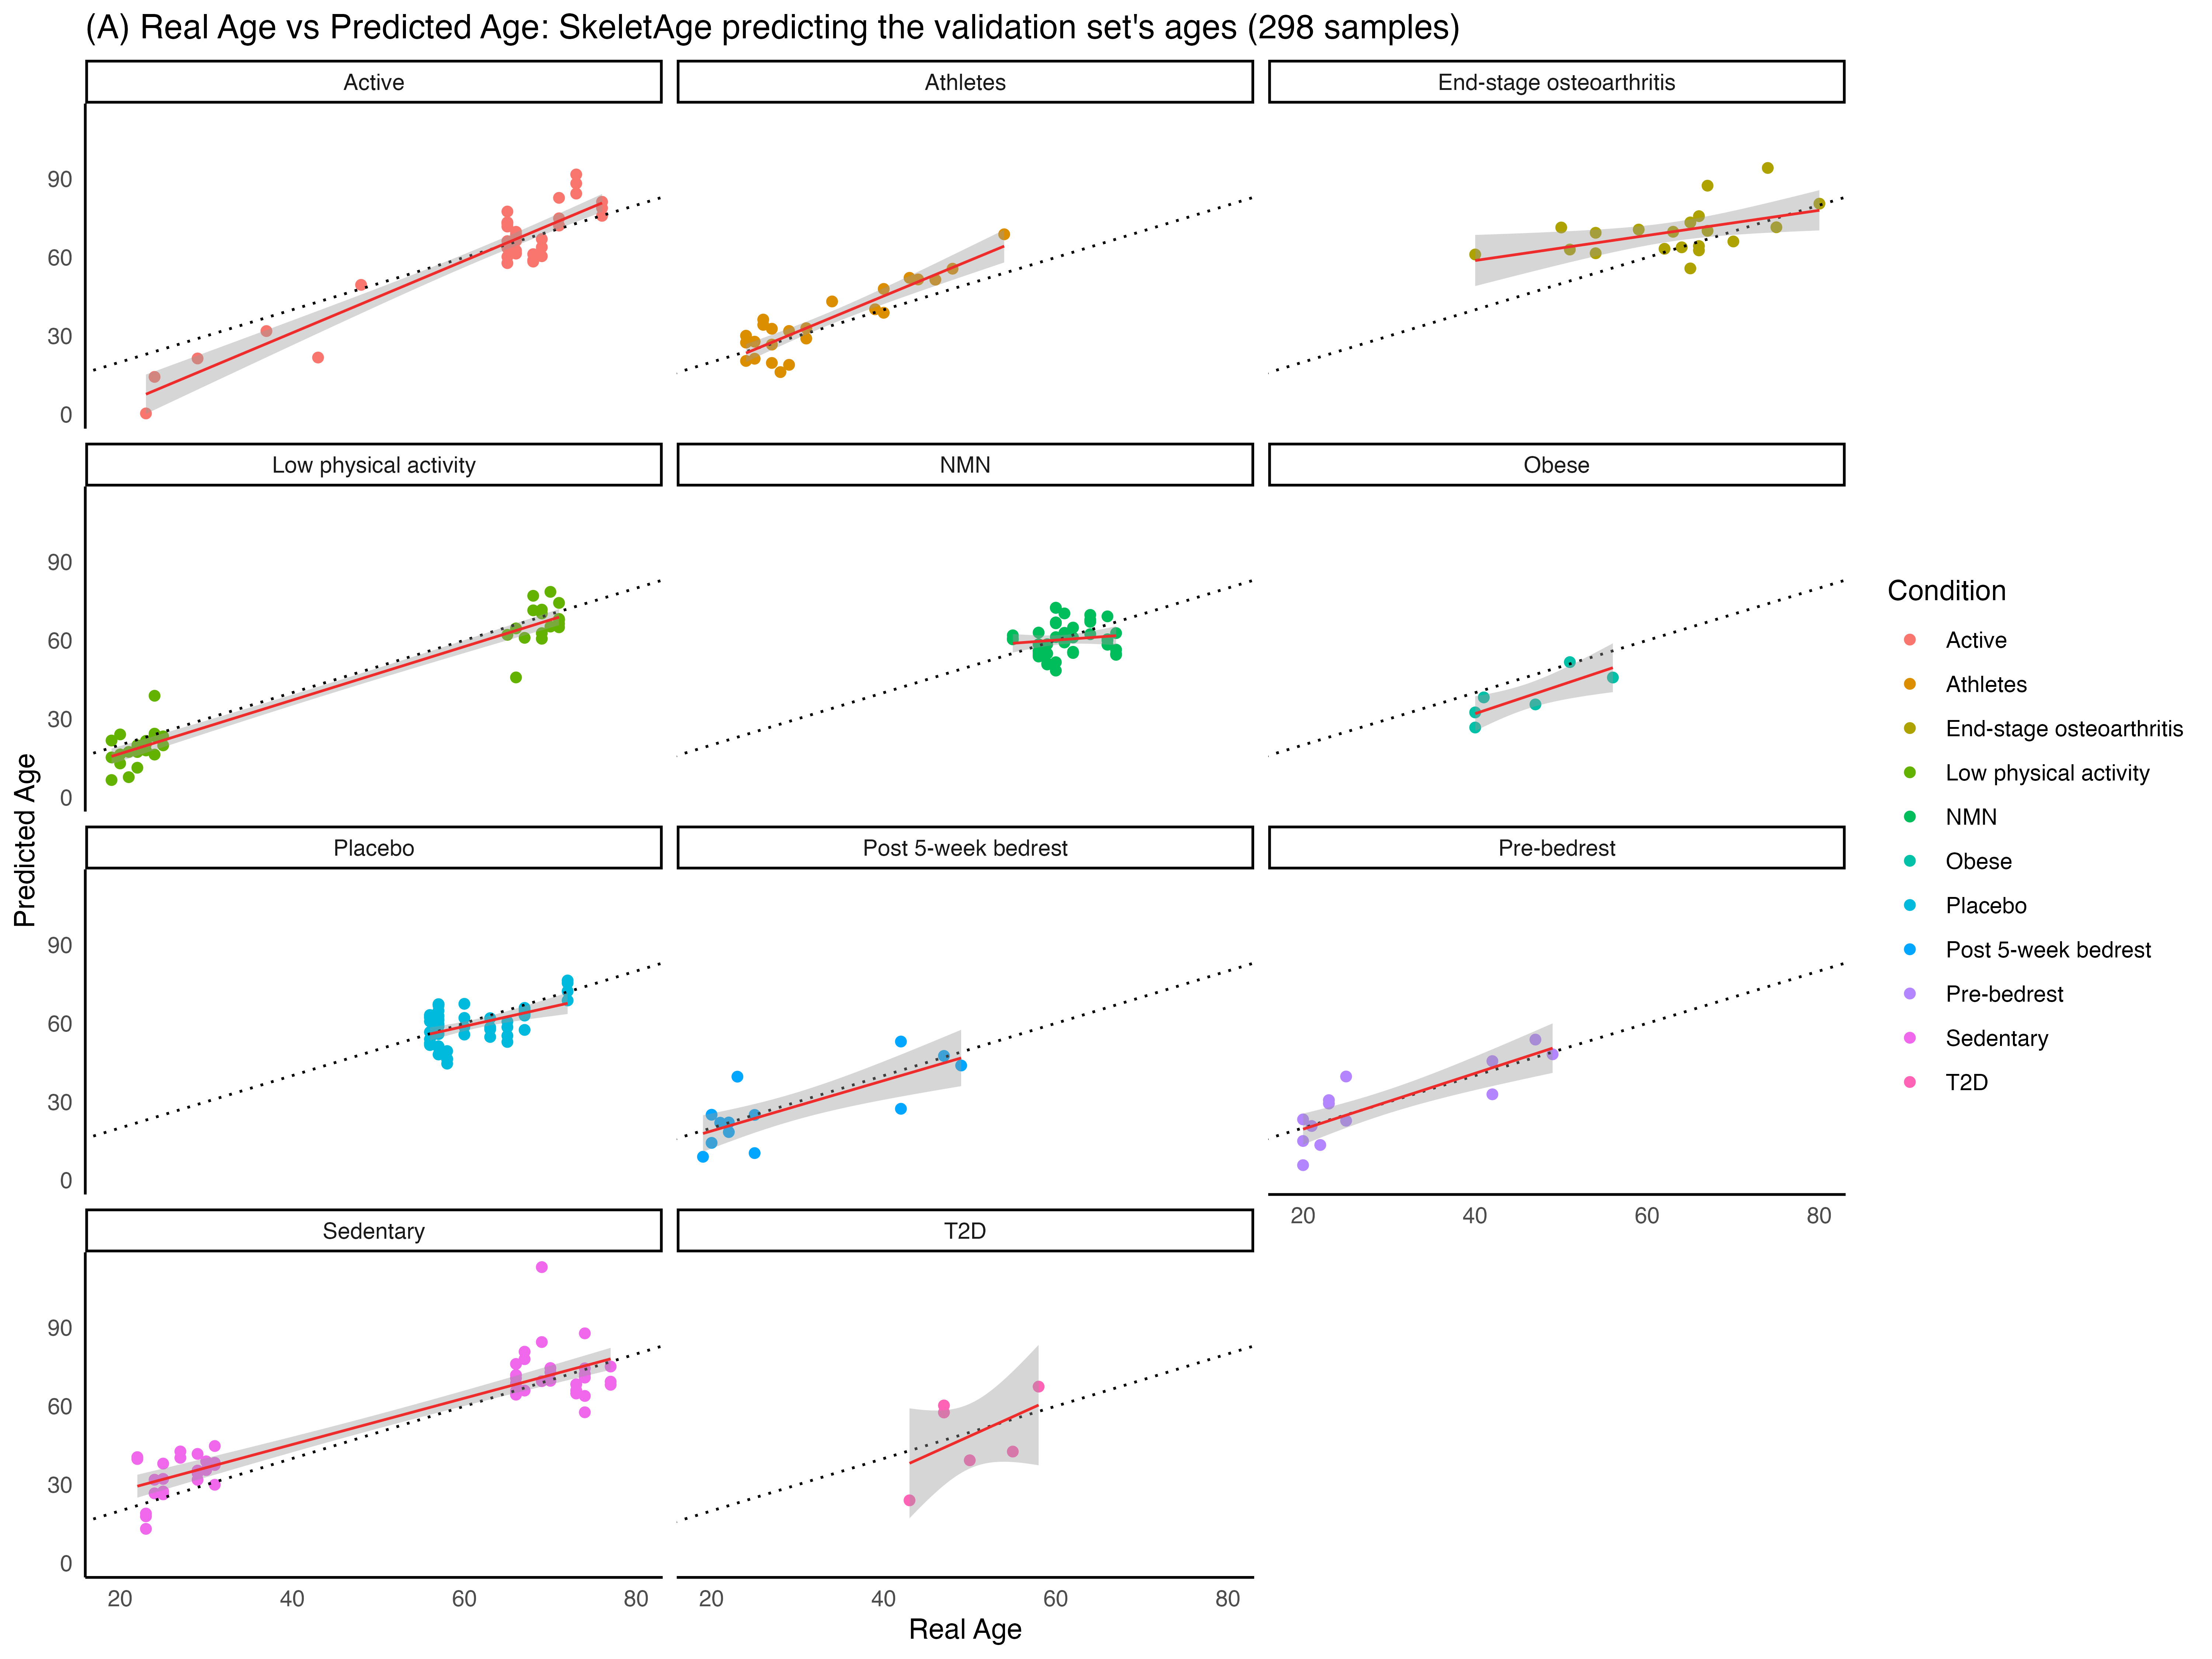 (A) Real Age vs Predicted Age: SkeletAge predicting the validation set's ages (298 samples)
Active
Athletes
End-stage osteoarthritis
90
60
30
0
Low physical activity
NMN
Obese
90
60
30
0
Placebo
Post 5-week bedrest
Pre-bedrest
90
60
30
0
20 40 60 80
Sedentary
T2D
90
60
30
0
20 40 60 80
20 40 60 80
Real Age
Predicted Age
Condition
Active
Athletes
End-stage osteoarthritis
Low physical activity
NMN
Obese
Placebo
Post 5-week bedrest
Pre-bedrest
Sedentary
T2D